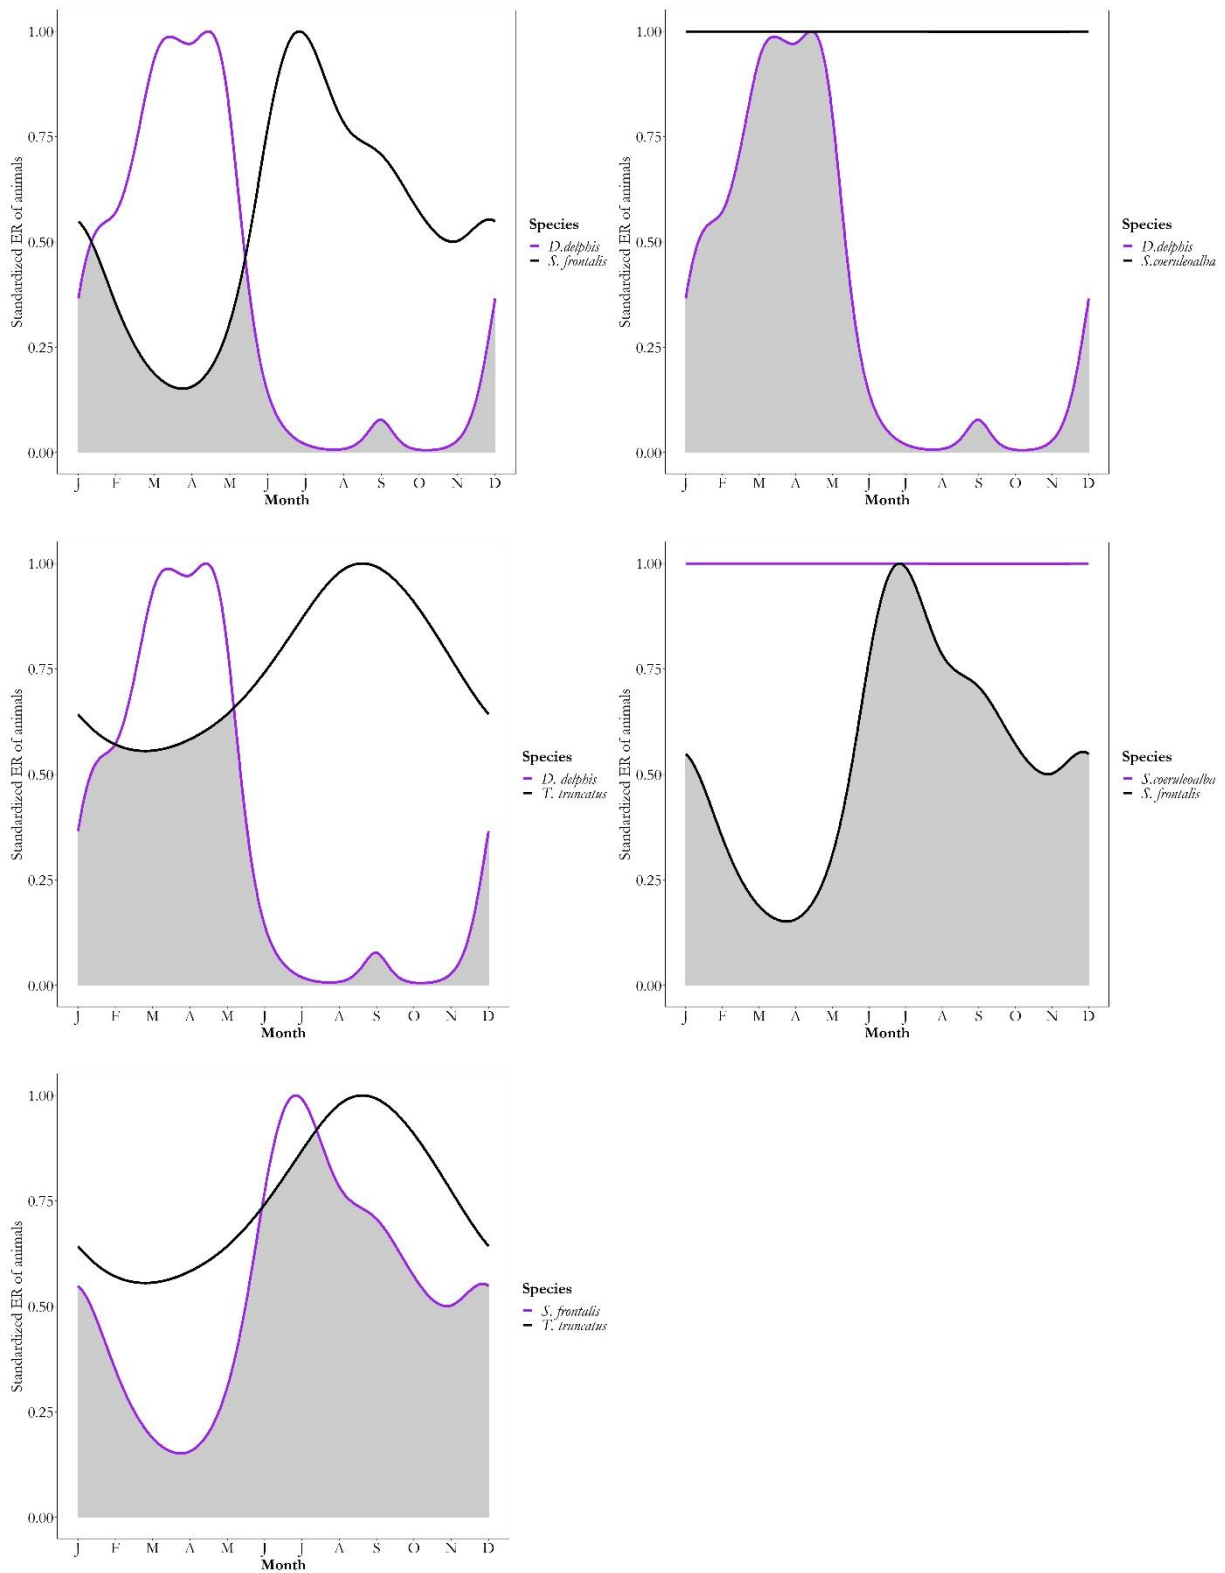 Standardized ER of animals
1.00
0.75
0.50
0.25
0.00
J F M A M J J A S O N D
Month
Species
D.delphis
S. frontalis
Standardized ER of animals
1.00
0.75
0.50
0.25
0.00
J F M A M J J A S O N D
Month
Species
D.delphis
S.coeruleoalba
Standardized ER of animals
1.00
0.75
0.50
0.25
0.00
J F M A M J J A S O N D
Month
Species
D. delphis
T. truncatus
Standardized ER of animals
1.00
0.75
0.50
0.25
0.00
J F M A M J J A S O N D
Month
Species
S.coeruleoalba
S. frontalis
Standardized ER of animals
1.00
0.75
0.50
0.25
0.00
J F M A M J J A S O N D
Month
Species
S. frontalis
T. truncatus